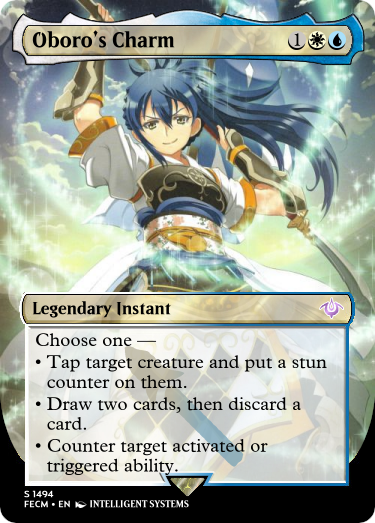 Oboro's Charm 1
Legendary Instant
Choose one —
• Tap target creature and put a stun
counter on them.
• Draw two cards, then discard a
card.
• Counter target activated or
triggered ability.
S 1494
FECM • EN INTELLIGENT SYSTEMS